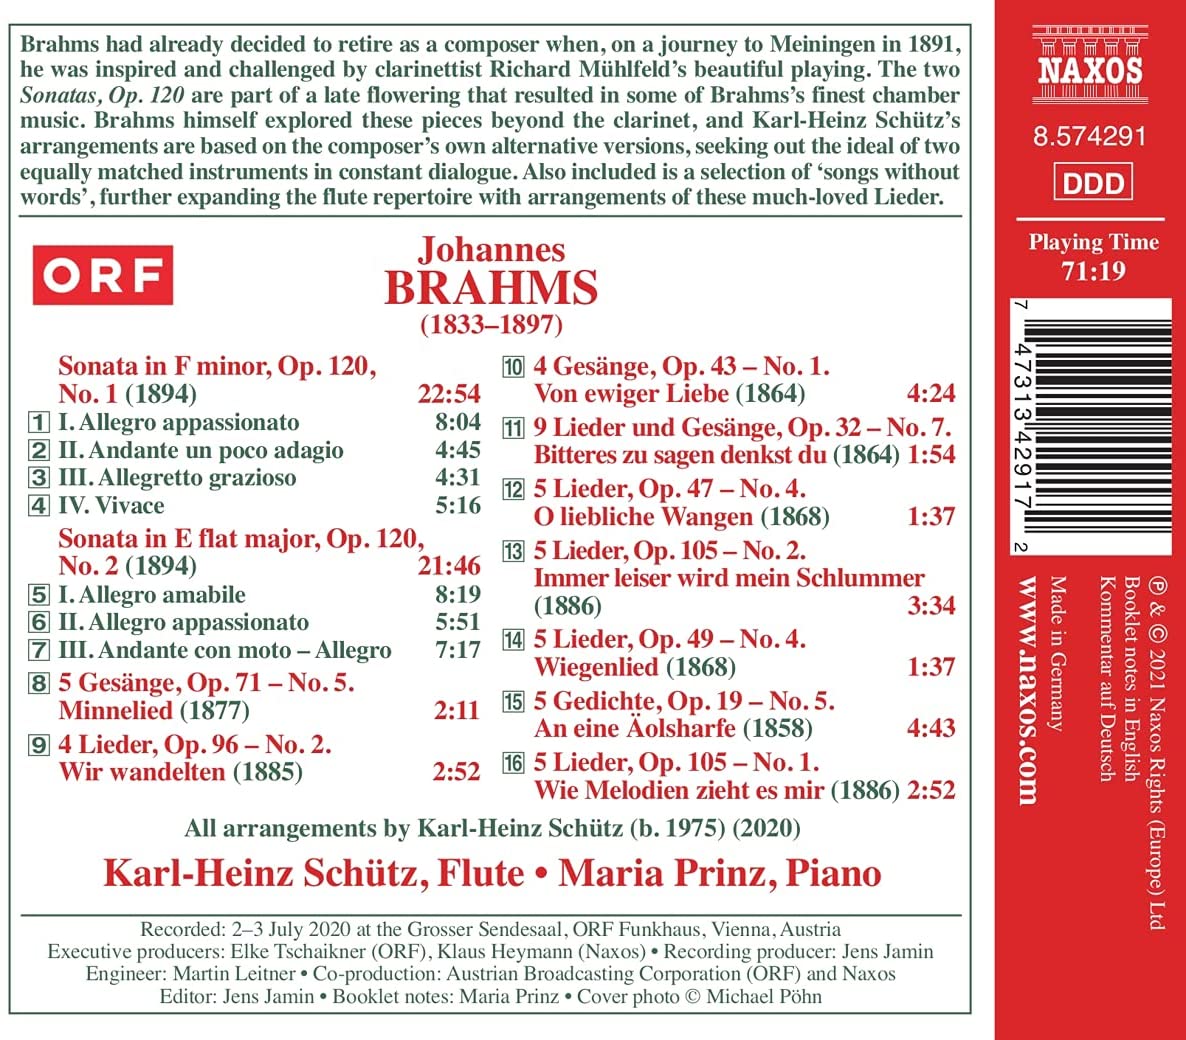 Brahms had already decided to retire as a composer when, on a journey to Meiningen in 1891,
he was inspired and challenged by clarinettist Richard Mühlfeld's beautiful playing. The two
Sonatas, Op. 120 are part of a late flowering that resulted in some of Brahms's finest chamber
music. Brahms himself explored these pieces beyond the clarinet, and Karl-Heinz Schütz's
arrangements are based on the composer's own alternative versions, seeking out the ideal of two
equally matched instruments in constant dialogue. Also included is a selection of 'songs without
words', further expanding the flute repertoire with arrangements of these much-loved Lieder.
ORF
Johannes
BRAHMS
(1833–1897)
Sonata in F minor, Op. 120,
No. 1 (1894) 22:54
1 I. Allegro appassionato 8:04
2 II. Andante un poco adagio 4:45
3 III. Allegretto grazioso 4:31
4 IV. Vivace 5:16
Sonata in E flat major, Op. 120,
No. 2 (1894) 21:46
5 I. Allegro amabile 8:19
6 II. Allegro appassionato 5:51
7 III. Andante con moto – Allegro 7:17
8 5 Gesänge, Op. 71 – No. 5.
Minnelied (1877) 2:11
9 4 Lieder, Op. 96 – No. 2.
Wir wandelten (1885) 2:52
10 4 Gesänge, Op. 43 – No. 1.
Von ewiger Liebe (1864) 4:24
11 9 Lieder und Gesänge, Op. 32 – No. 7.
Bitteres zu sagen denkst du (1864) 1:54
12 5 Lieder, Op. 47 – No. 4.
O liebliche Wangen (1868) 1:37
13 5 Lieder, Op. 105 – No. 2.
Immer leiser wird mein Schlummer
(1886) 3:34
14 5 Lieder, Op. 49 – No. 4.
Wiegenlied (1868) 1:37
15 5 Gedichte, Op. 19 – No. 5.
An eine Äolsharfe (1858) 4:43
16 5 Lieder, Op. 105 – No. 1.
Wie Melodien zieht es mir (1886) 2:52
All arrangements by Karl-Heinz Schütz (b. 1975) (2020)
Karl-Heinz Schütz, Flute • Maria Prinz, Piano
Recorded: 2–3 July 2020 at the Grosser Sendesaal, ORF Funkhaus, Vienna, Austria
Executive producers: Elke Tschaikner (ORF), Klaus Heymann (Naxos) • Recording producer: Jens Jamin
Engineer: Martin Leitner • Co-production: Austrian Broadcasting Corporation (ORF) and Naxos
Editor: Jens Jamin • Booklet notes: Maria Prinz • Cover photo © Michael Pöhn
NAXOS
8.574291
DDD
Playing Time
71:19
7 47313 42917 2
℗ & © 2021 Naxos Rights (Europe) Ltd
Booklet notes in English
Kommentar auf Deutsch
Made in Germany
www.naxos.com